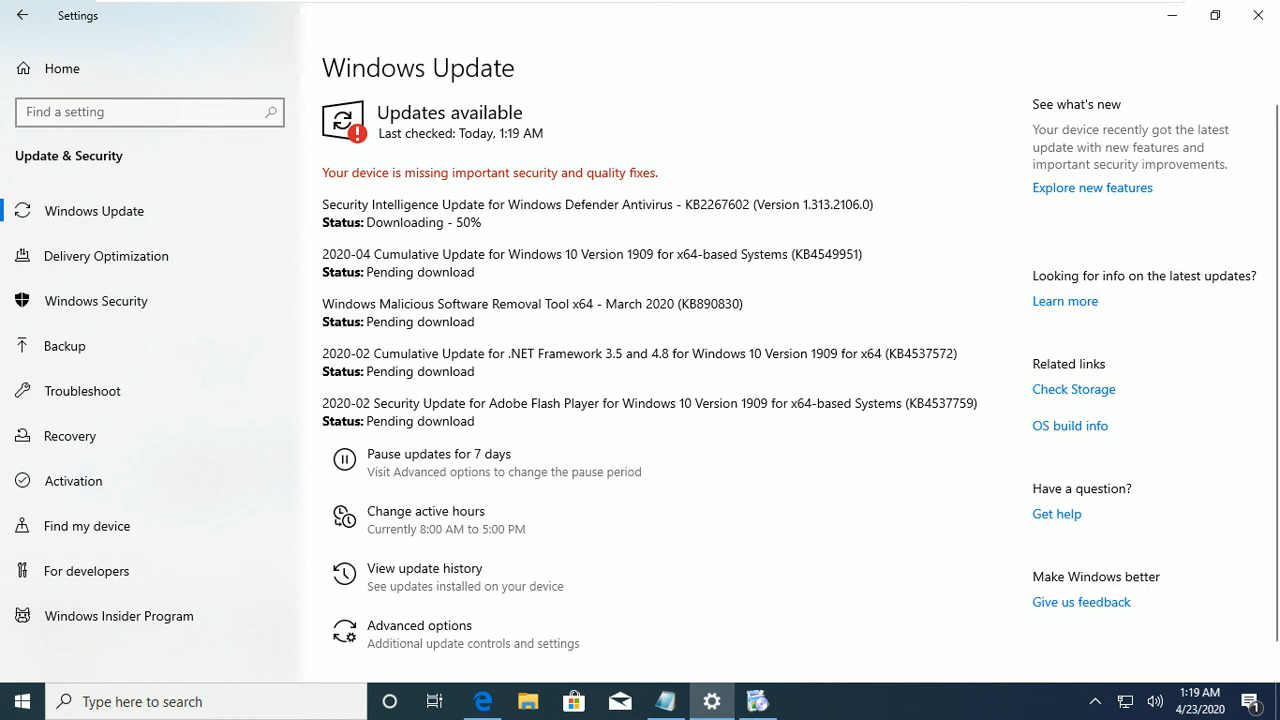 Settings
Home
Find a setting
Update & Security
Windows Update
Delivery Optimization
Windows Security
Backup
Troubleshoot
Recovery
Activation
Find my device
For developers
Windows Insider Program
Windows Update
Updates available
Last checked: Today, 1:19 AM
Your device is missing important security and quality fixes.
Security Intelligence Update for Windows Defender Antivirus - KB2267602 (Version 1.313.2106.0)
Status: Downloading - 50%
2020-04 Cumulative Update for Windows 10 Version 1909 for x64-based Systems (KB4549951)
Status: Pending download
Windows Malicious Software Removal Tool x64 - March 2020 (KB890830)
Status: Pending download
2020-02 Cumulative Update for .NET Framework 3.5 and 4.8 for Windows 10 Version 1909 for x64 (KB4537572)
Status: Pending download
2020-02 Security Update for Adobe Flash Player for Windows 10 Version 1909 for x64-based Systems (KB4537759)
Status: Pending download
Pause updates for 7 days
Visit Advanced options to change the pause period
Change active hours
Currently 8:00 AM to 5:00 PM
View update history
See updates installed on your device
Advanced options
Additional update controls and settings
See what's new
Your device recently got the latest
update with new features and
important security improvements.
Explore new features
Looking for info on the latest updates?
Learn more
Related links
Check Storage
OS build info
Have a question?
Get help
Make Windows better
Give us feedback
Type here to search
1:19 AM
4/23/2020
1